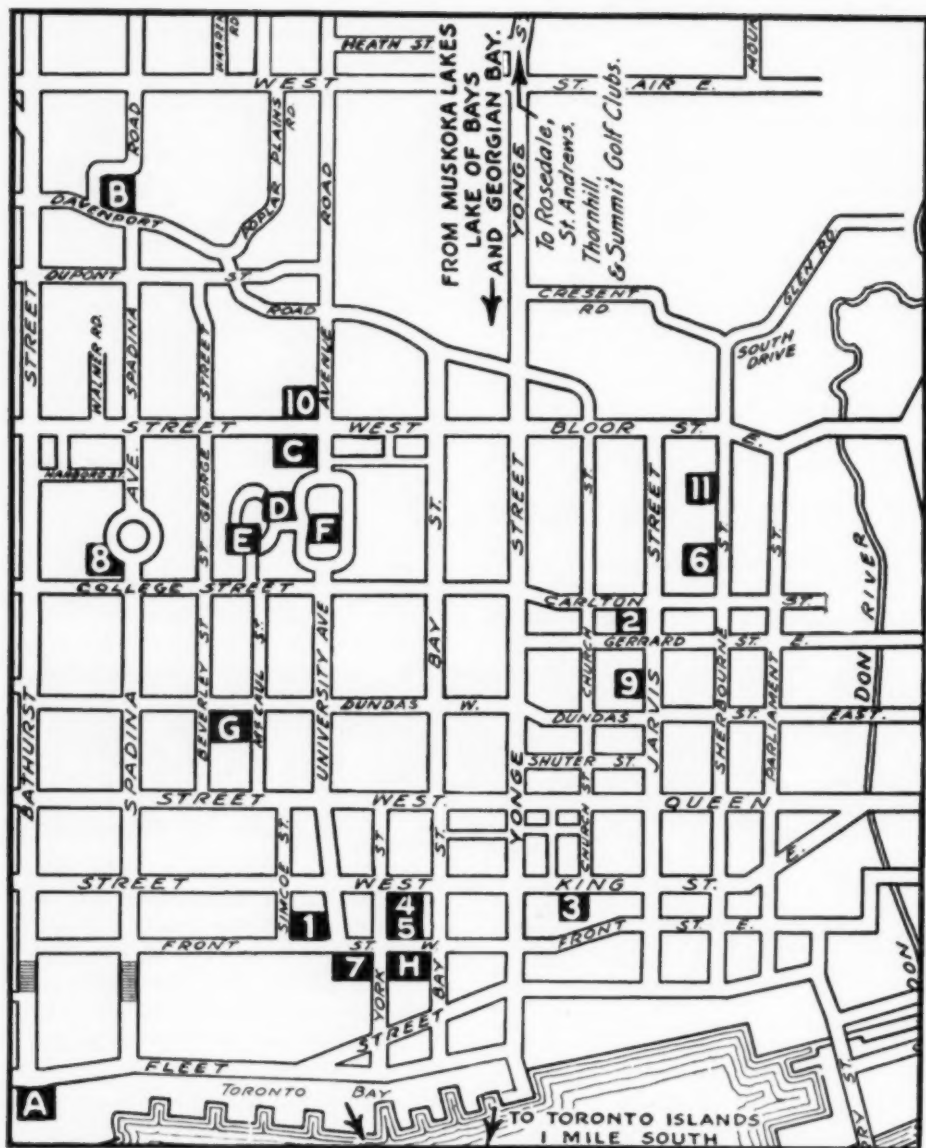 WARREN
RD
HEATH ST.
WEST
ST.
AIR E.
FROM MUSKOKA LAKES
LAKE OF BAYS
AND GEORGIAN BAY.
To Rosedale,
St. Andrews.
Thornhill,
& Summit Golf Clubs.
ROAD
POPLAR PLAINS
RD.
ROAD
YONGE
B
DAVENPORT
DUPONT
ST.
ROAD
CRESENT
RD.
GLEN RD
SOUTH
DRIVE
STREET
WALMER RD.
SPADINA
STREET
AVENUE
10
STREET
WEST
BLOOR ST.
E.
C
HARBORD ST.
AVE.
ST GEORGE
D
E
F
ST.
STREET
ST.
STREET
11
ST
ST.
8
6
COLLEGE STREET
CARLTON
ST.
2
GERRARD
ST.
E.
DON RIVER
BATHURST
SPADINA
BEVERLEY ST
McCAUL ST.
UNIVERSITY AVE
BAY
CHURCH
9
JARVIS
SHERBOURNE
PARLIAMENT
DUNDAS
W.
DUNDAS
ST.
EAST.
G
SHUTER ST.
YONGE
STREET
WEST.
QUEEN
SIMCOE ST.
ST
ST.
CHURCH ST
E.
STREET
WEST
KING
ST.
1
4
5
3
FRONT
ST
W.
FRONT
ST.
E.
7
H
YORK
BAY
DON
STREET
FLEET
A
TORONTO
BAY
TO TORONTO ISLANDS
1 MILE SOUTH
ST.